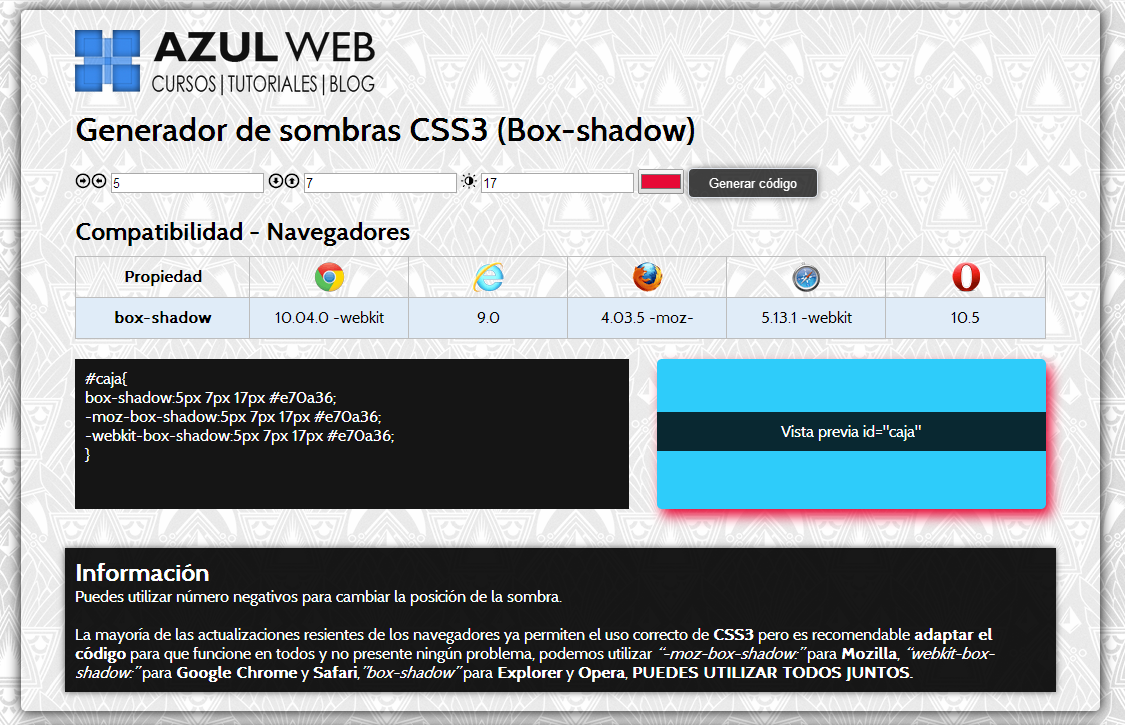 AZUL WEB
CURSOS|TUTORIALES|BLOG
Generador de sombras CSS3 (Box-shadow)
5 7 17 Generar código
Compatibilidad - Navegadores
Propiedad
box-shadow 10.04.0 -webkit 9.0 4.03.5 -moz- 5.13.1 -webkit 10.5
#caja{
box-shadow:5px 7px 17px #e70a36;
-moz-box-shadow:5px 7px 17px #e70a36;
-webkit-box-shadow:5px 7px 17px #e70a36;
}
Vista previa id="caja"
Información
Puedes utilizar número negativos para cambiar la posición de la sombra.
La mayoría de las actualizaciones resientes de los navegadores ya permiten el uso correcto de CSS3 pero es recomendable adaptar el
código para que funcione en todos y no presente ningún problema, podemos utilizar “-moz-box-shadow:” para Mozilla, “webkit-box-
shadow:” para Google Chrome y Safari,”box-shadow” para Explorer y Opera, PUEDES UTILIZAR TODOS JUNTOS.